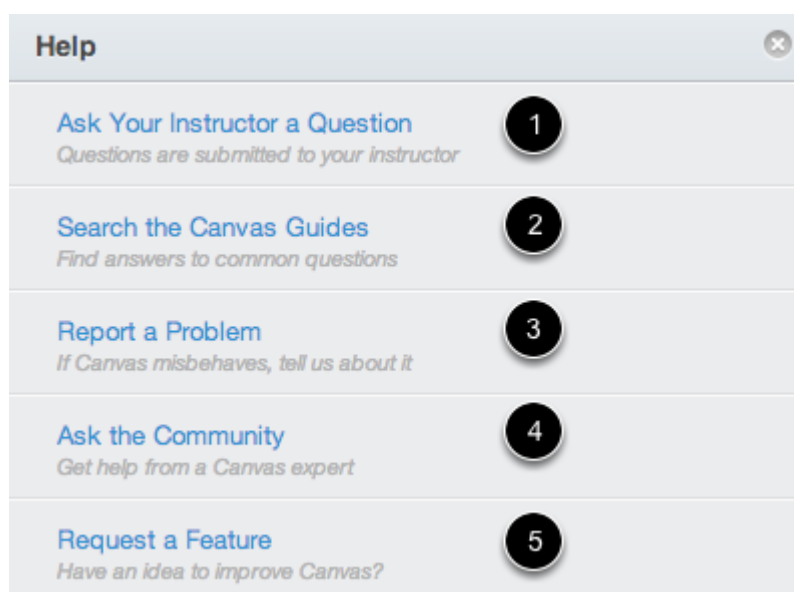 Help
Ask Your Instructor a Question
1
Questions are submitted to your instructor
Search the Canvas Guides
2
Find answers to common questions
Report a Problem
3
If Canvas misbehaves, tell us about it
Ask the Community
4
Get help from a Canvas expert
Request a Feature
5
Have an idea to improve Canvas?